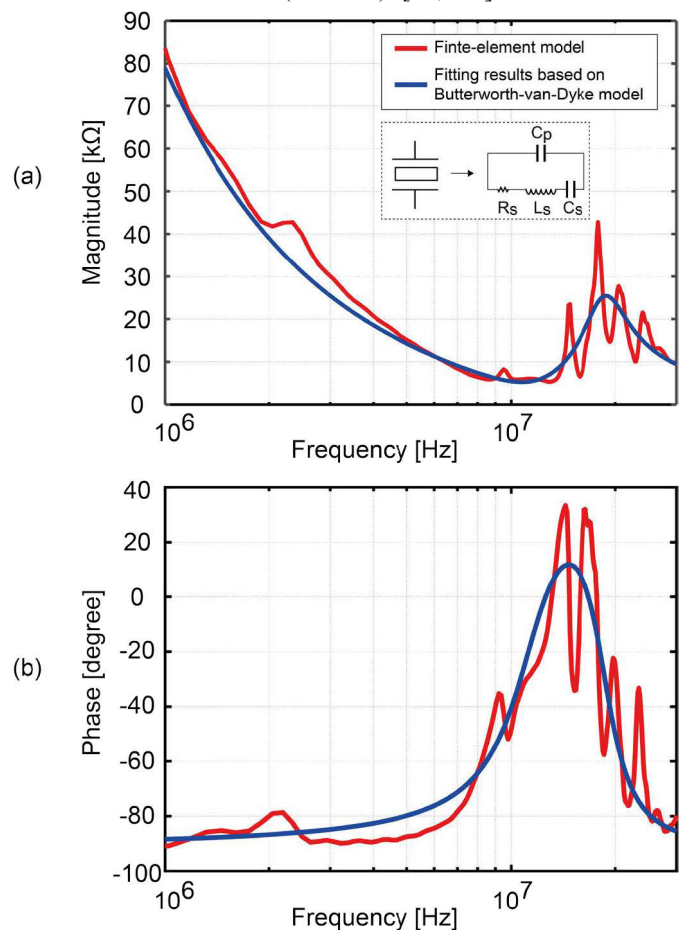 (a)
Magnitude [kΩ]
90
80
70
60
50
40
30
20
10
0
Finte-element model
Fitting results based on
Butterworth-van-Dyke model
Cp
Rs Ls Cs
10^6 10^7
Frequency [Hz]
(b)
Phase [degree]
40
20
0
-20
-40
-60
-80
-100
10^6 10^7
Frequency [Hz]